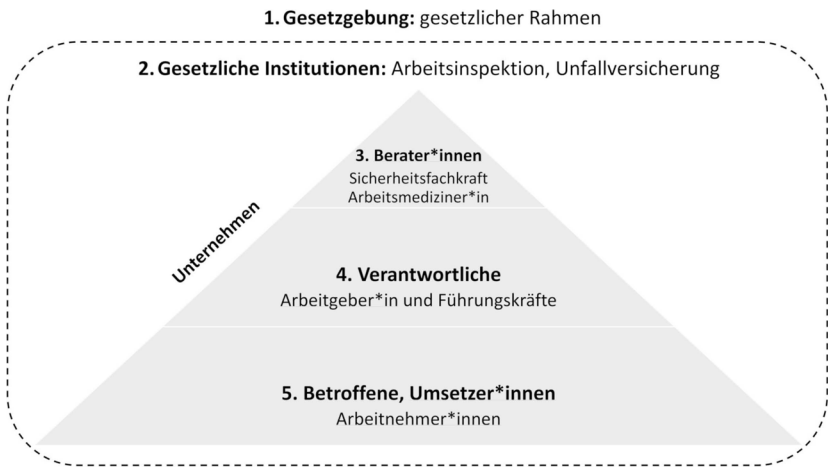 1. Gesetzgebung: gesetzlicher Rahmen
2. Gesetzliche Institutionen: Arbeitsinspektion, Unfallversicherung
3. Berater*innen
Sicherheitsfachkraft
Arbeitsmediziner*in
Unternehmen
4. Verantwortliche
Arbeitgeber*in und Führungskräfte
5. Betroffene, Umsetzer*innen
Arbeitnehmer*innen